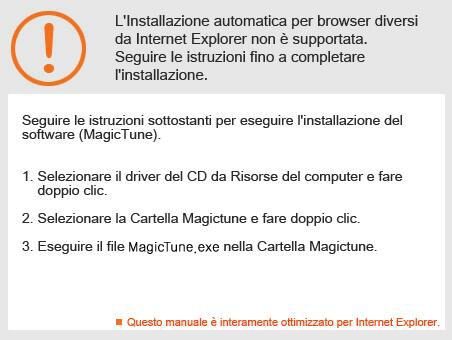 L'Installazione automatica per browser diversi
da Internet Explorer non è supportata.
Seguire le istruzioni fino a completare
l'installazione.
Seguire le istruzioni sottostanti per eseguire l'installazione del
software (MagicTune).
1. Selezionare il driver del CD da Risorse del computer e fare
doppio clic.
2. Selezionare la Cartella Magictune e fare doppio clic.
3. Eseguire il file MagicTune.exe nella Cartella Magictune.
Questo manuale è interamente ottimizzato per Internet Explorer.